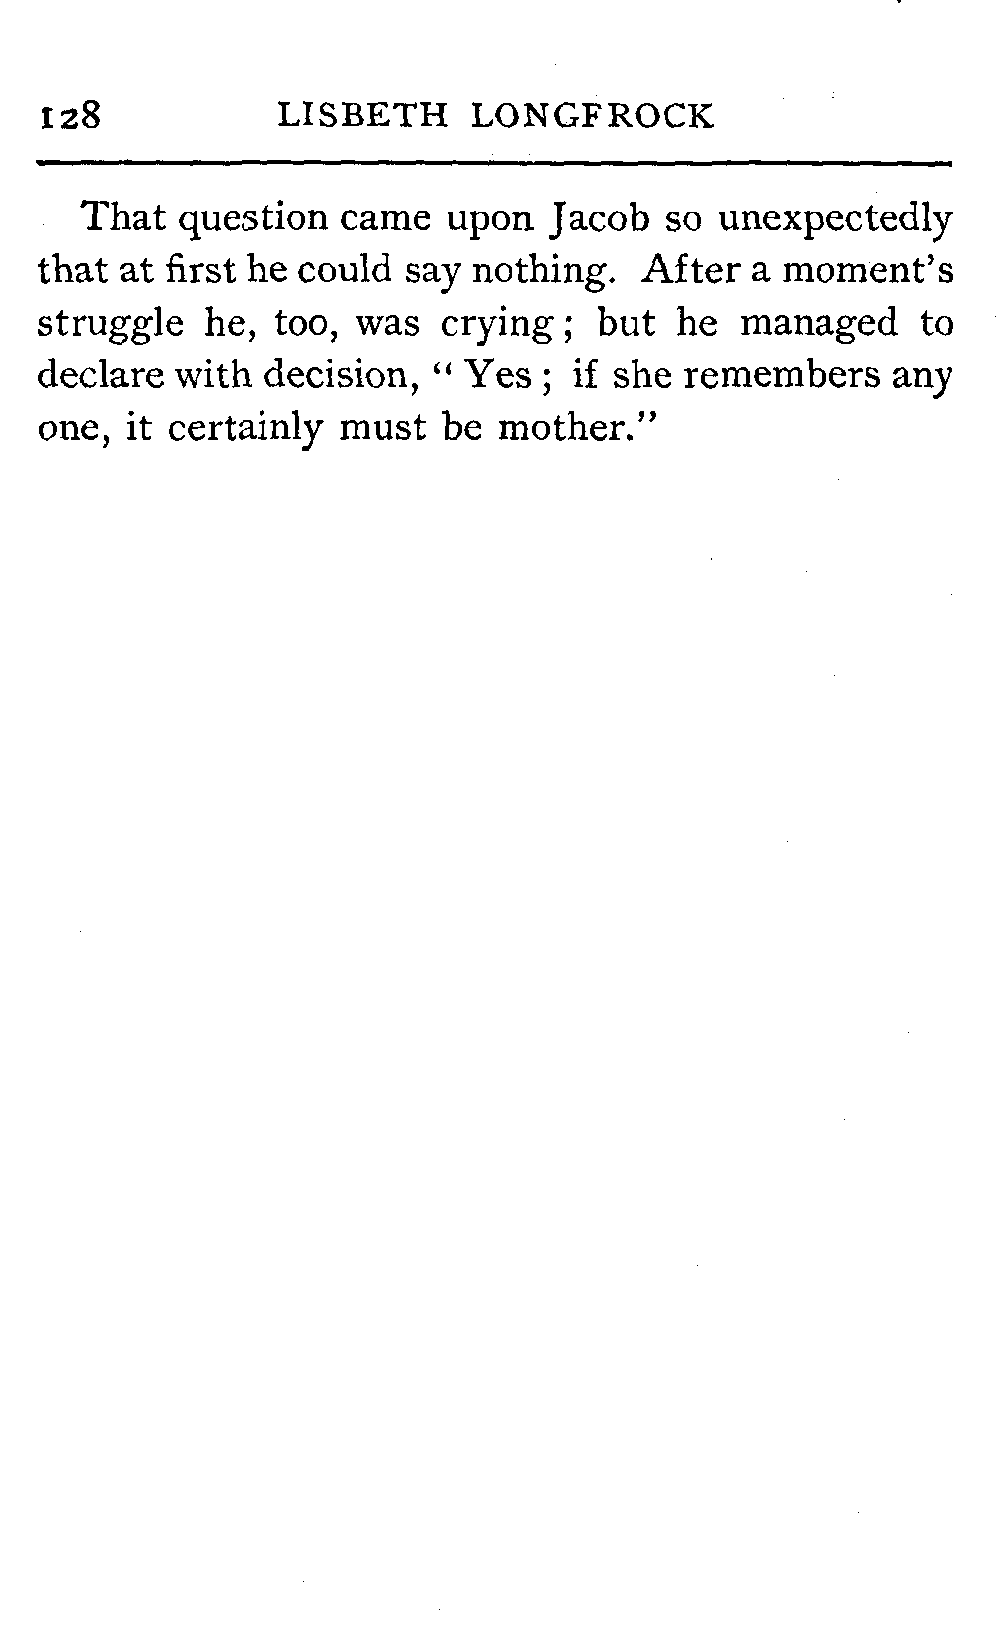 128 LISBETH LONGFROCK
That question came upon Jacob so unexpectedly
that at first he could say nothing. After a moment's
struggle he, too, was crying; but he managed to
declare with decision, "Yes; if she remembers any
one, it certainly must be mother."